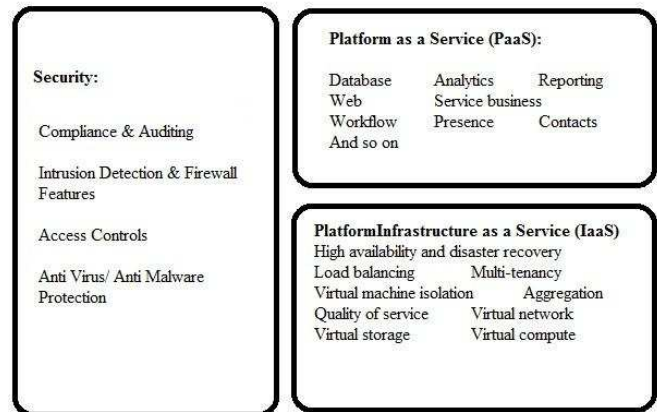 Security:
Compliance & Auditing
Intrusion Detection & Firewall
Features
Access Controls
Anti Virus/ Anti Malware
Protection
Platform as a Service (PaaS):
Database Analytics Reporting
Web Service business
Workflow Presence Contacts
And so on
PlatformInfrastructure as a Service (IaaS)
High availability and disaster recovery
Load balancing Multi-tenancy
Virtual machine isolation Aggregation
Quality of service Virtual network
Virtual storage Virtual compute